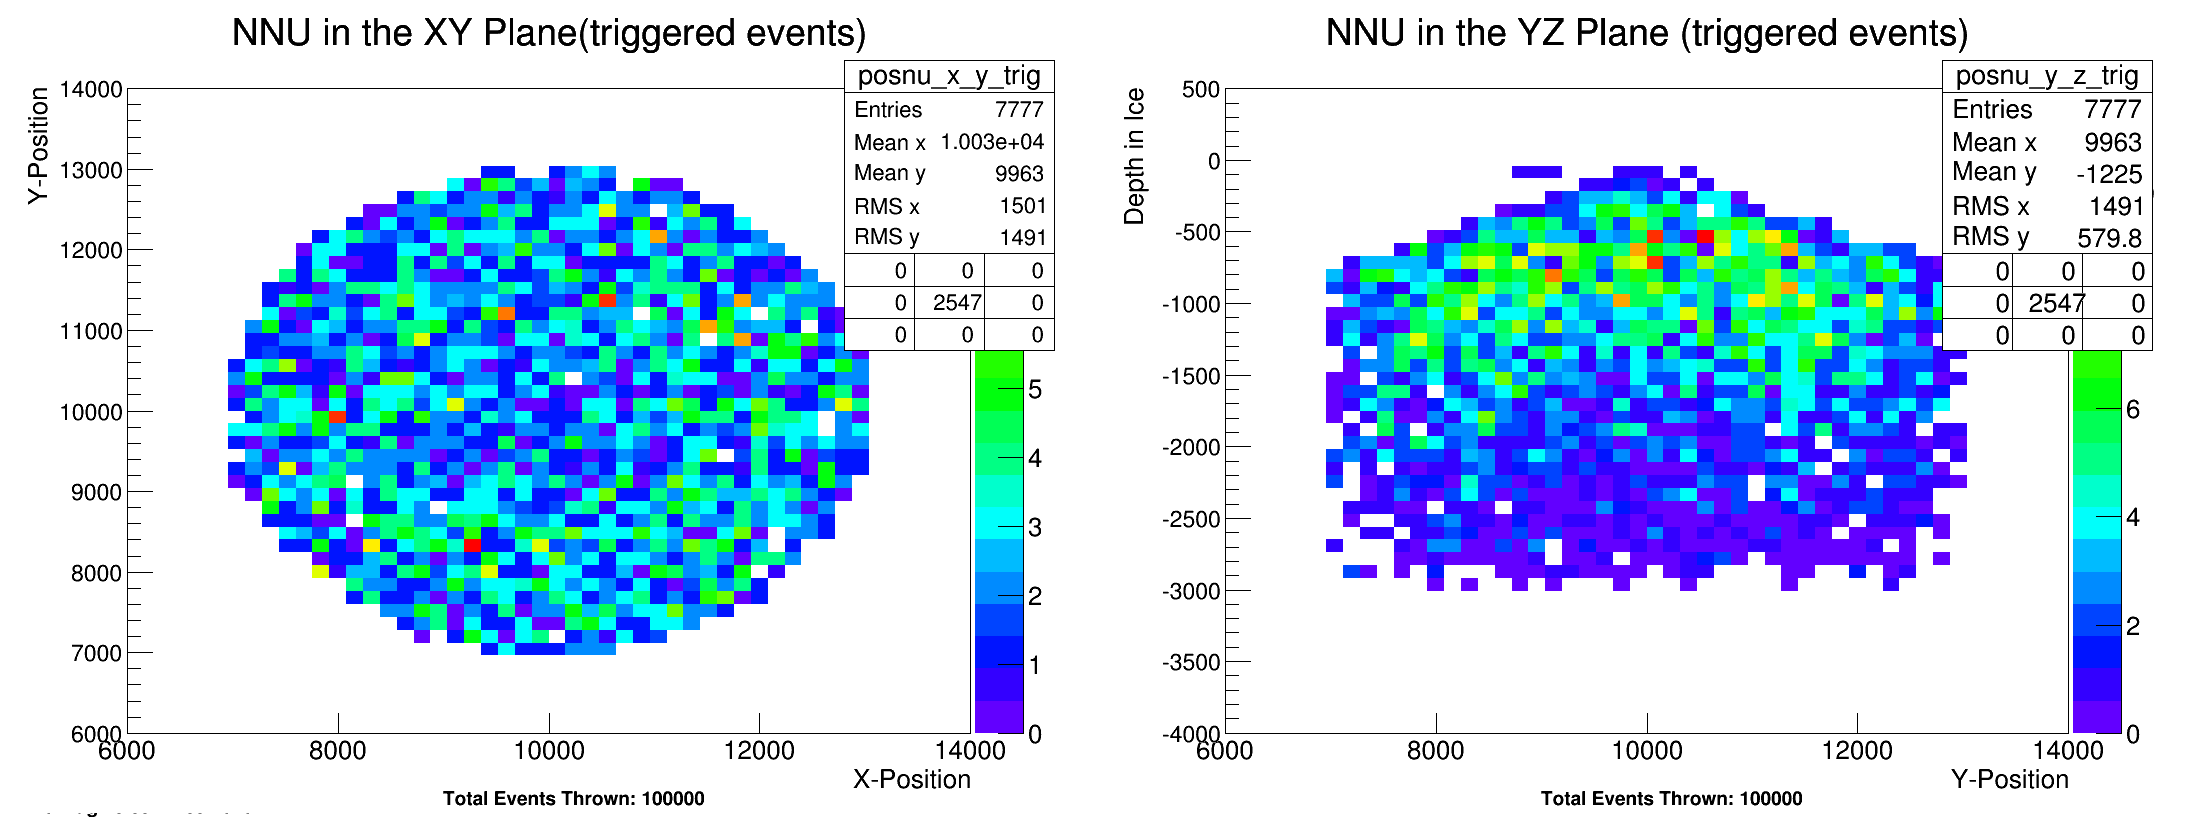 NNU in the XY Plane(triggered events)
posnu_x_y_trig
Entries 7777
Mean x 1.003e+04
Mean y 9963
RMS x 1501
RMS y 1491
0 0 0
0 2547 0
0 0 0
Y-Position
14000
13000
12000
11000
10000
9000
8000
7000
6000
6000 8000 10000 12000 14000
X-Position
5
4
3
2
1
0
Total Events Thrown: 100000
NNU in the YZ Plane (triggered events)
posnu_y_z_trig
Entries 7777
Mean x 9963
Mean y -1225
RMS x 1491
RMS y 579.8
0 0 0
0 2547 0
0 0 0
Depth in Ice
500
0
-500
-1000
-1500
-2000
-2500
-3000
-3500
-4000
6000 8000 10000 12000 14000
Y-Position
6
4
2
0
Total Events Thrown: 100000